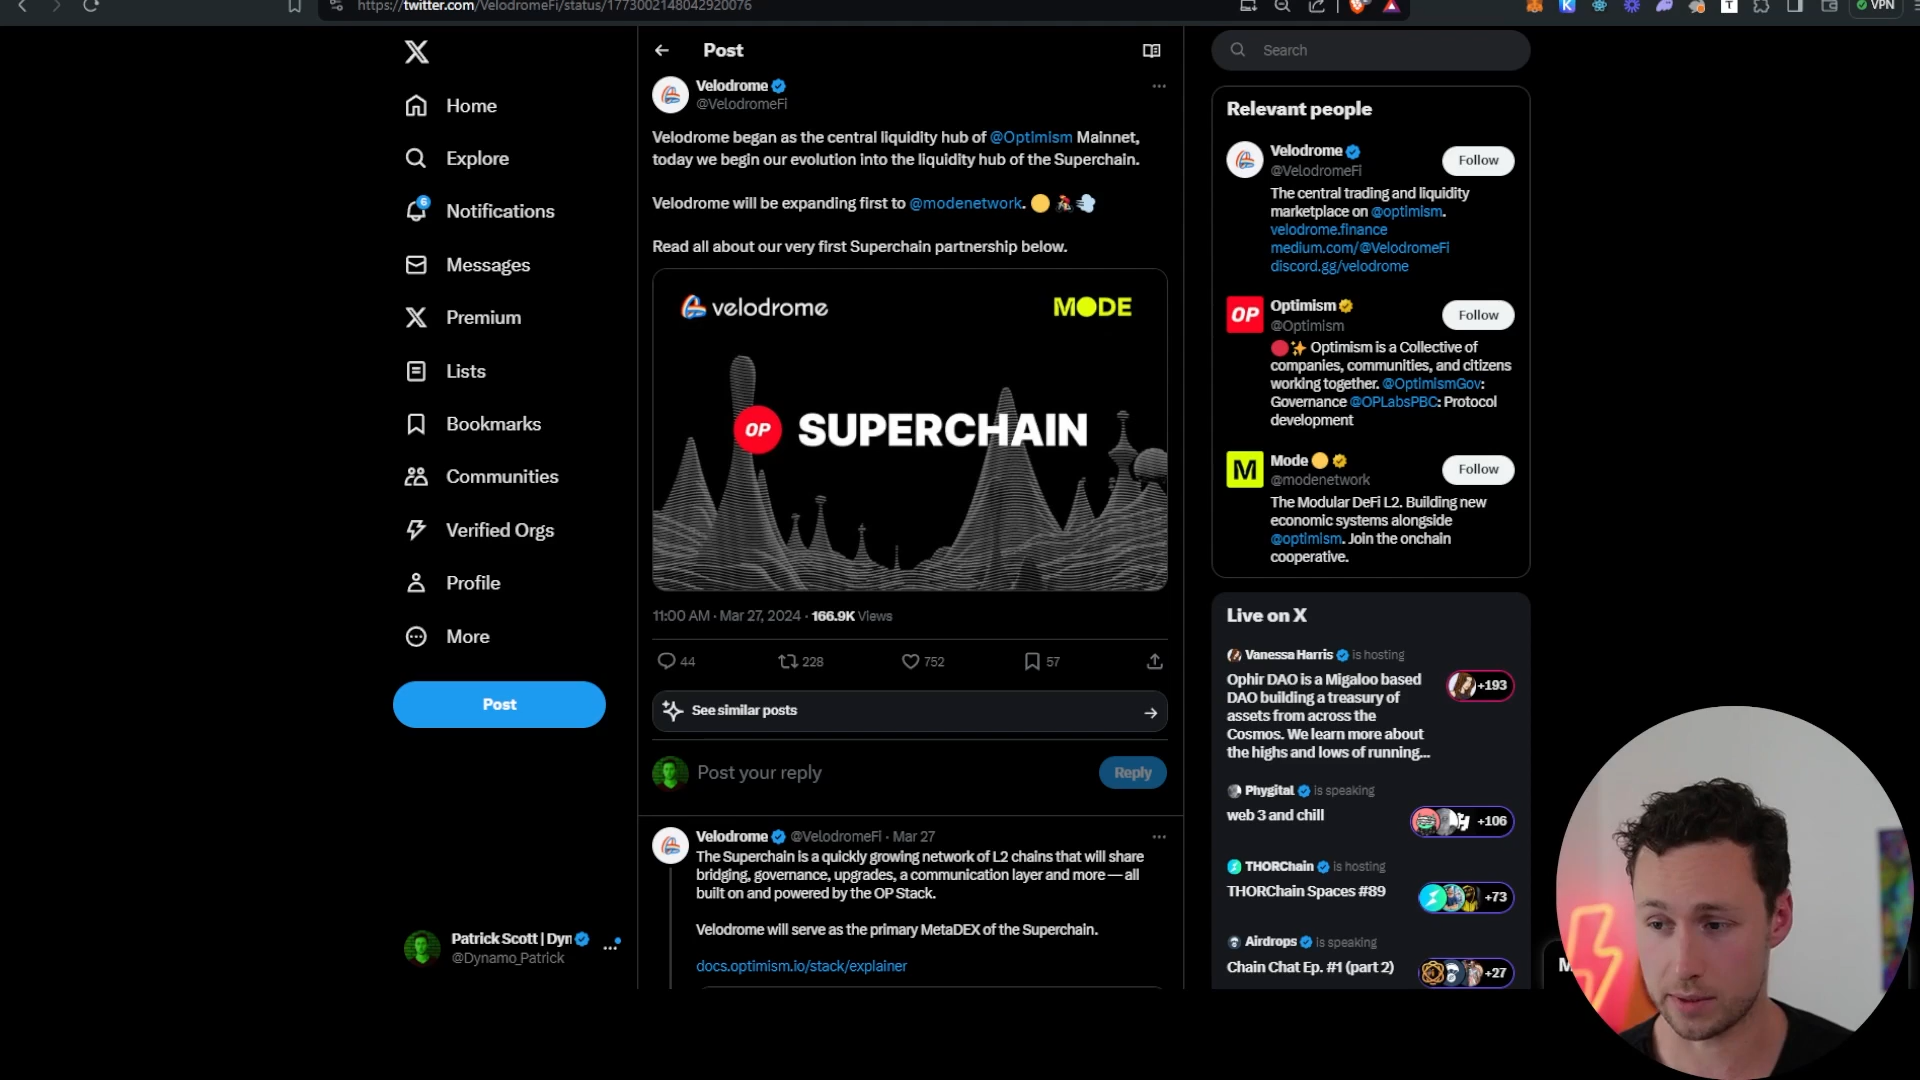 https://twitter.com/VelodromeFi/status/1773002148042920076
VPN
Home
Explore
6
Notifications
Messages
Premium
Lists
Bookmarks
Communities
Verified Orgs
Profile
More
Post
Patrick Scott | Dyn
@Dynamo_Patrick
Post
Velodrome
@VelodromeFi
Velodrome began as the central liquidity hub of @Optimism Mainnet,
today we begin our evolution into the liquidity hub of the Superchain.
Velodrome will be expanding first to @modenetwork.
Read all about our very first Superchain partnership below.
velodrome
MODE
OP SUPERCHAIN
11:00 AM · Mar 27, 2024 · 166.9K Views
44
228
752
57
See similar posts
Post your reply
Reply
Velodrome @VelodromeFi · Mar 27
The Superchain is a quickly growing network of L2 chains that will share
bridging, governance, upgrades, a communication layer and more — all
built on and powered by the OP Stack.
Velodrome will serve as the primary MetaDEX of the Superchain.
docs.optimism.io/stack/explainer
Search
Relevant people
Velodrome
Follow
@VelodromeFi
The central trading and liquidity
marketplace on @optimism.
velodrome.finance
medium.com/@VelodromeFi
discord.gg/velodrome
OP
Optimism
Follow
@Optimism
Optimism is a Collective of
companies, communities, and citizens
working together. @OptimismGov:
Governance @OPLabsPBC: Protocol
development
M
Mode
Follow
@modenetwork
The Modular DeFi L2. Building new
economic systems alongside
@optimism. Join the onchain
cooperative.
Live on X
Vanessa Harris is hosting
Ophir DAO is a Migaloo based
DAO building a treasury of
assets from across the
Cosmos. We learn more about
the highs and lows of running...
+193
Phygital is speaking
web 3 and chill
+106
THORChain is hosting
THORChain Spaces #89
+73
Airdrops is speaking
Chain Chat Ep. #1 (part 2)
+27